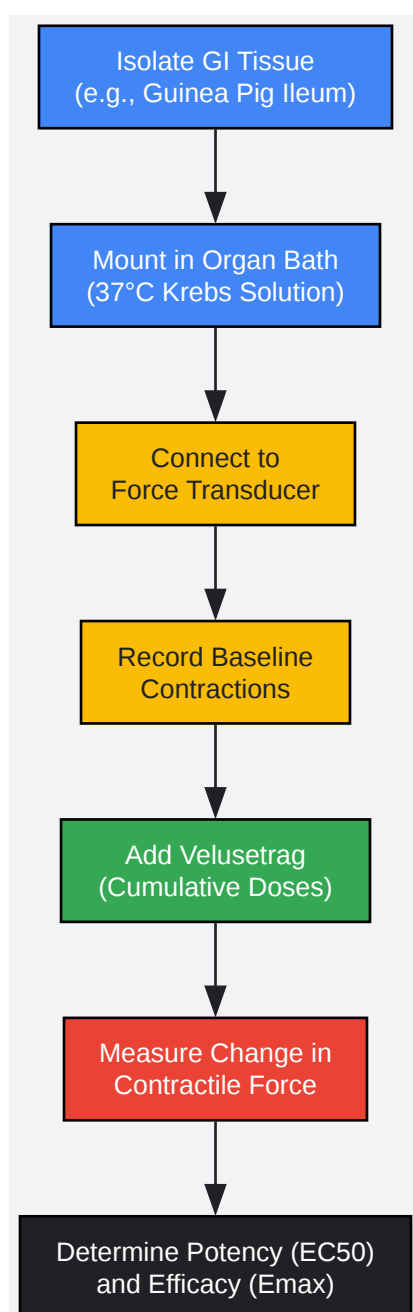 Isolate GI Tissue
(e.g., Guinea Pig Ileum)
Mount in Organ Bath
(37°C Krebs Solution)
Connect to
Force Transducer
Record Baseline
Contractions
Add Velusetrag
(Cumulative Doses)
Measure Change in
Contractile Force
Determine Potency (EC50)
and Efficacy (Emax)